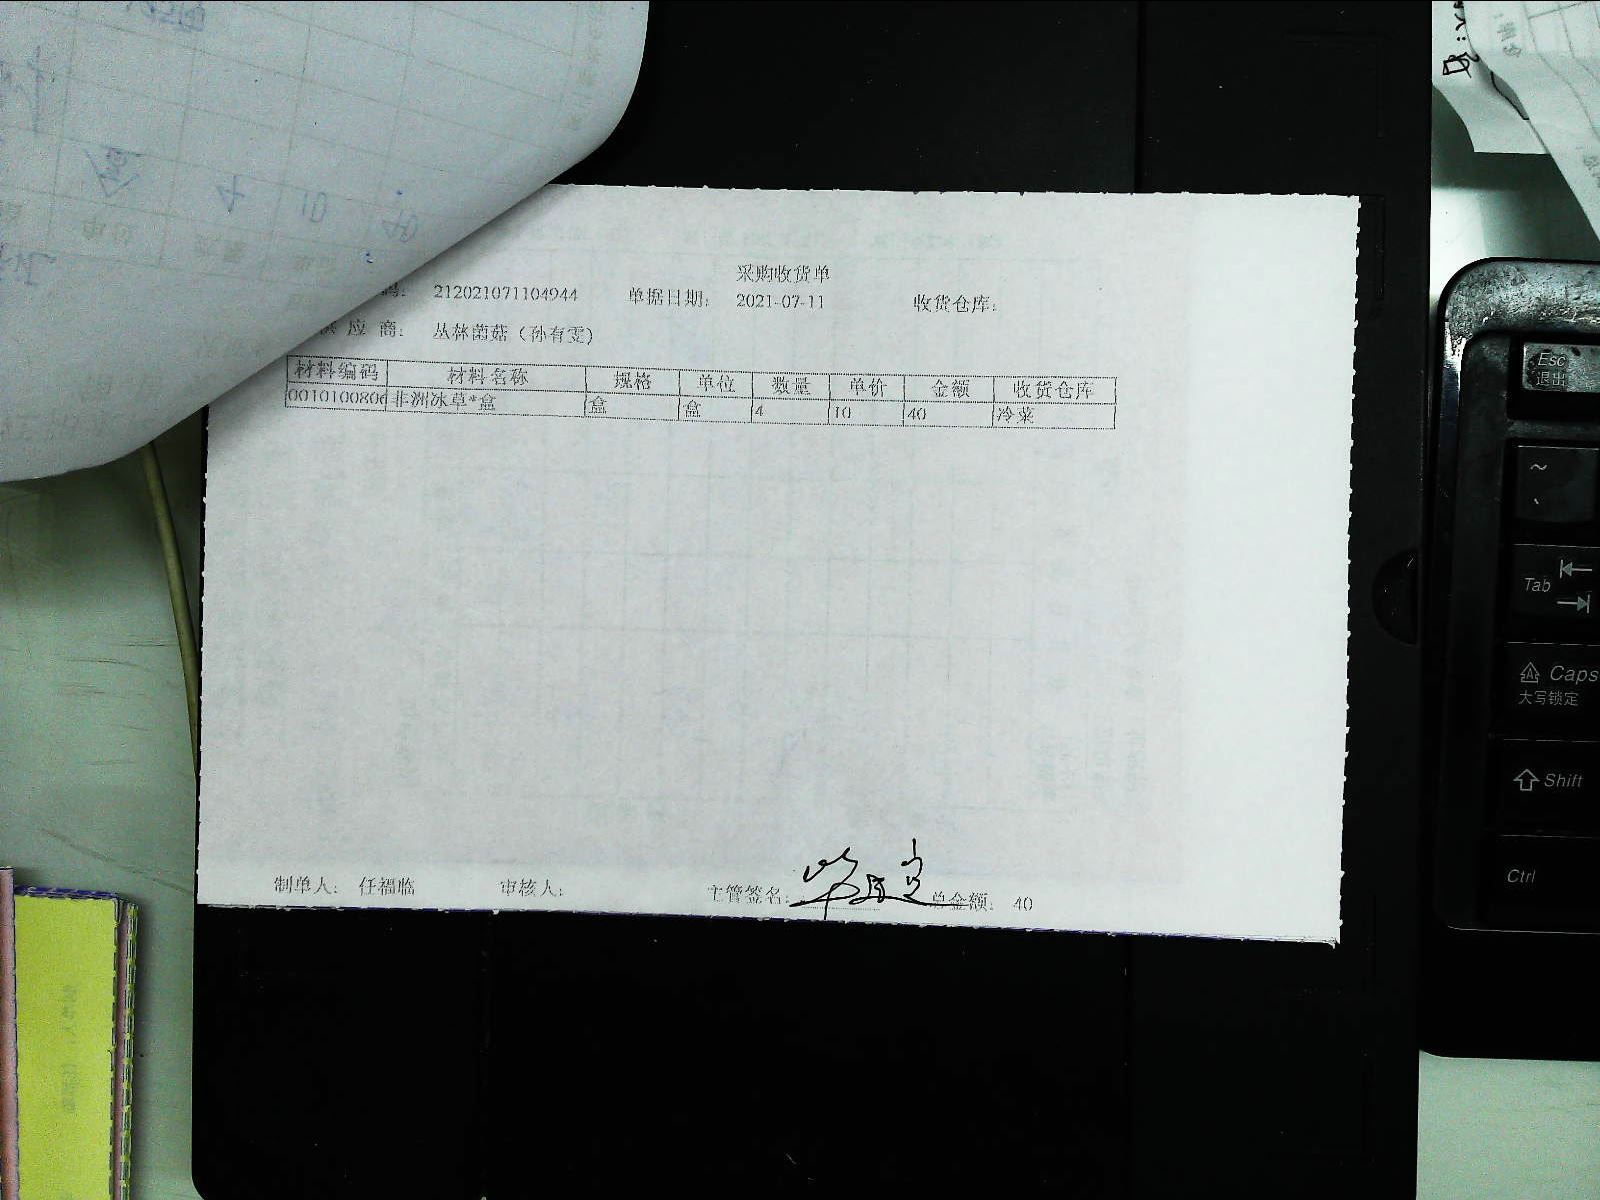 采购收货单
码: 212021071104944 单据日期: 2021-07-11 收货仓库:
供 应 商: 丛林菌菇（孙有雯）
材料编码 材料名称 规格 单位 数量 单价 金额 收货仓库
0010100806 非洲冰草*盒 盒 盒 4 10 40 冷菜
制单人: 任福临 审核人: 主管签名: 总金额: 40
Esc
退出
~
Tab
Caps
大写锁定
Shift
Ctrl